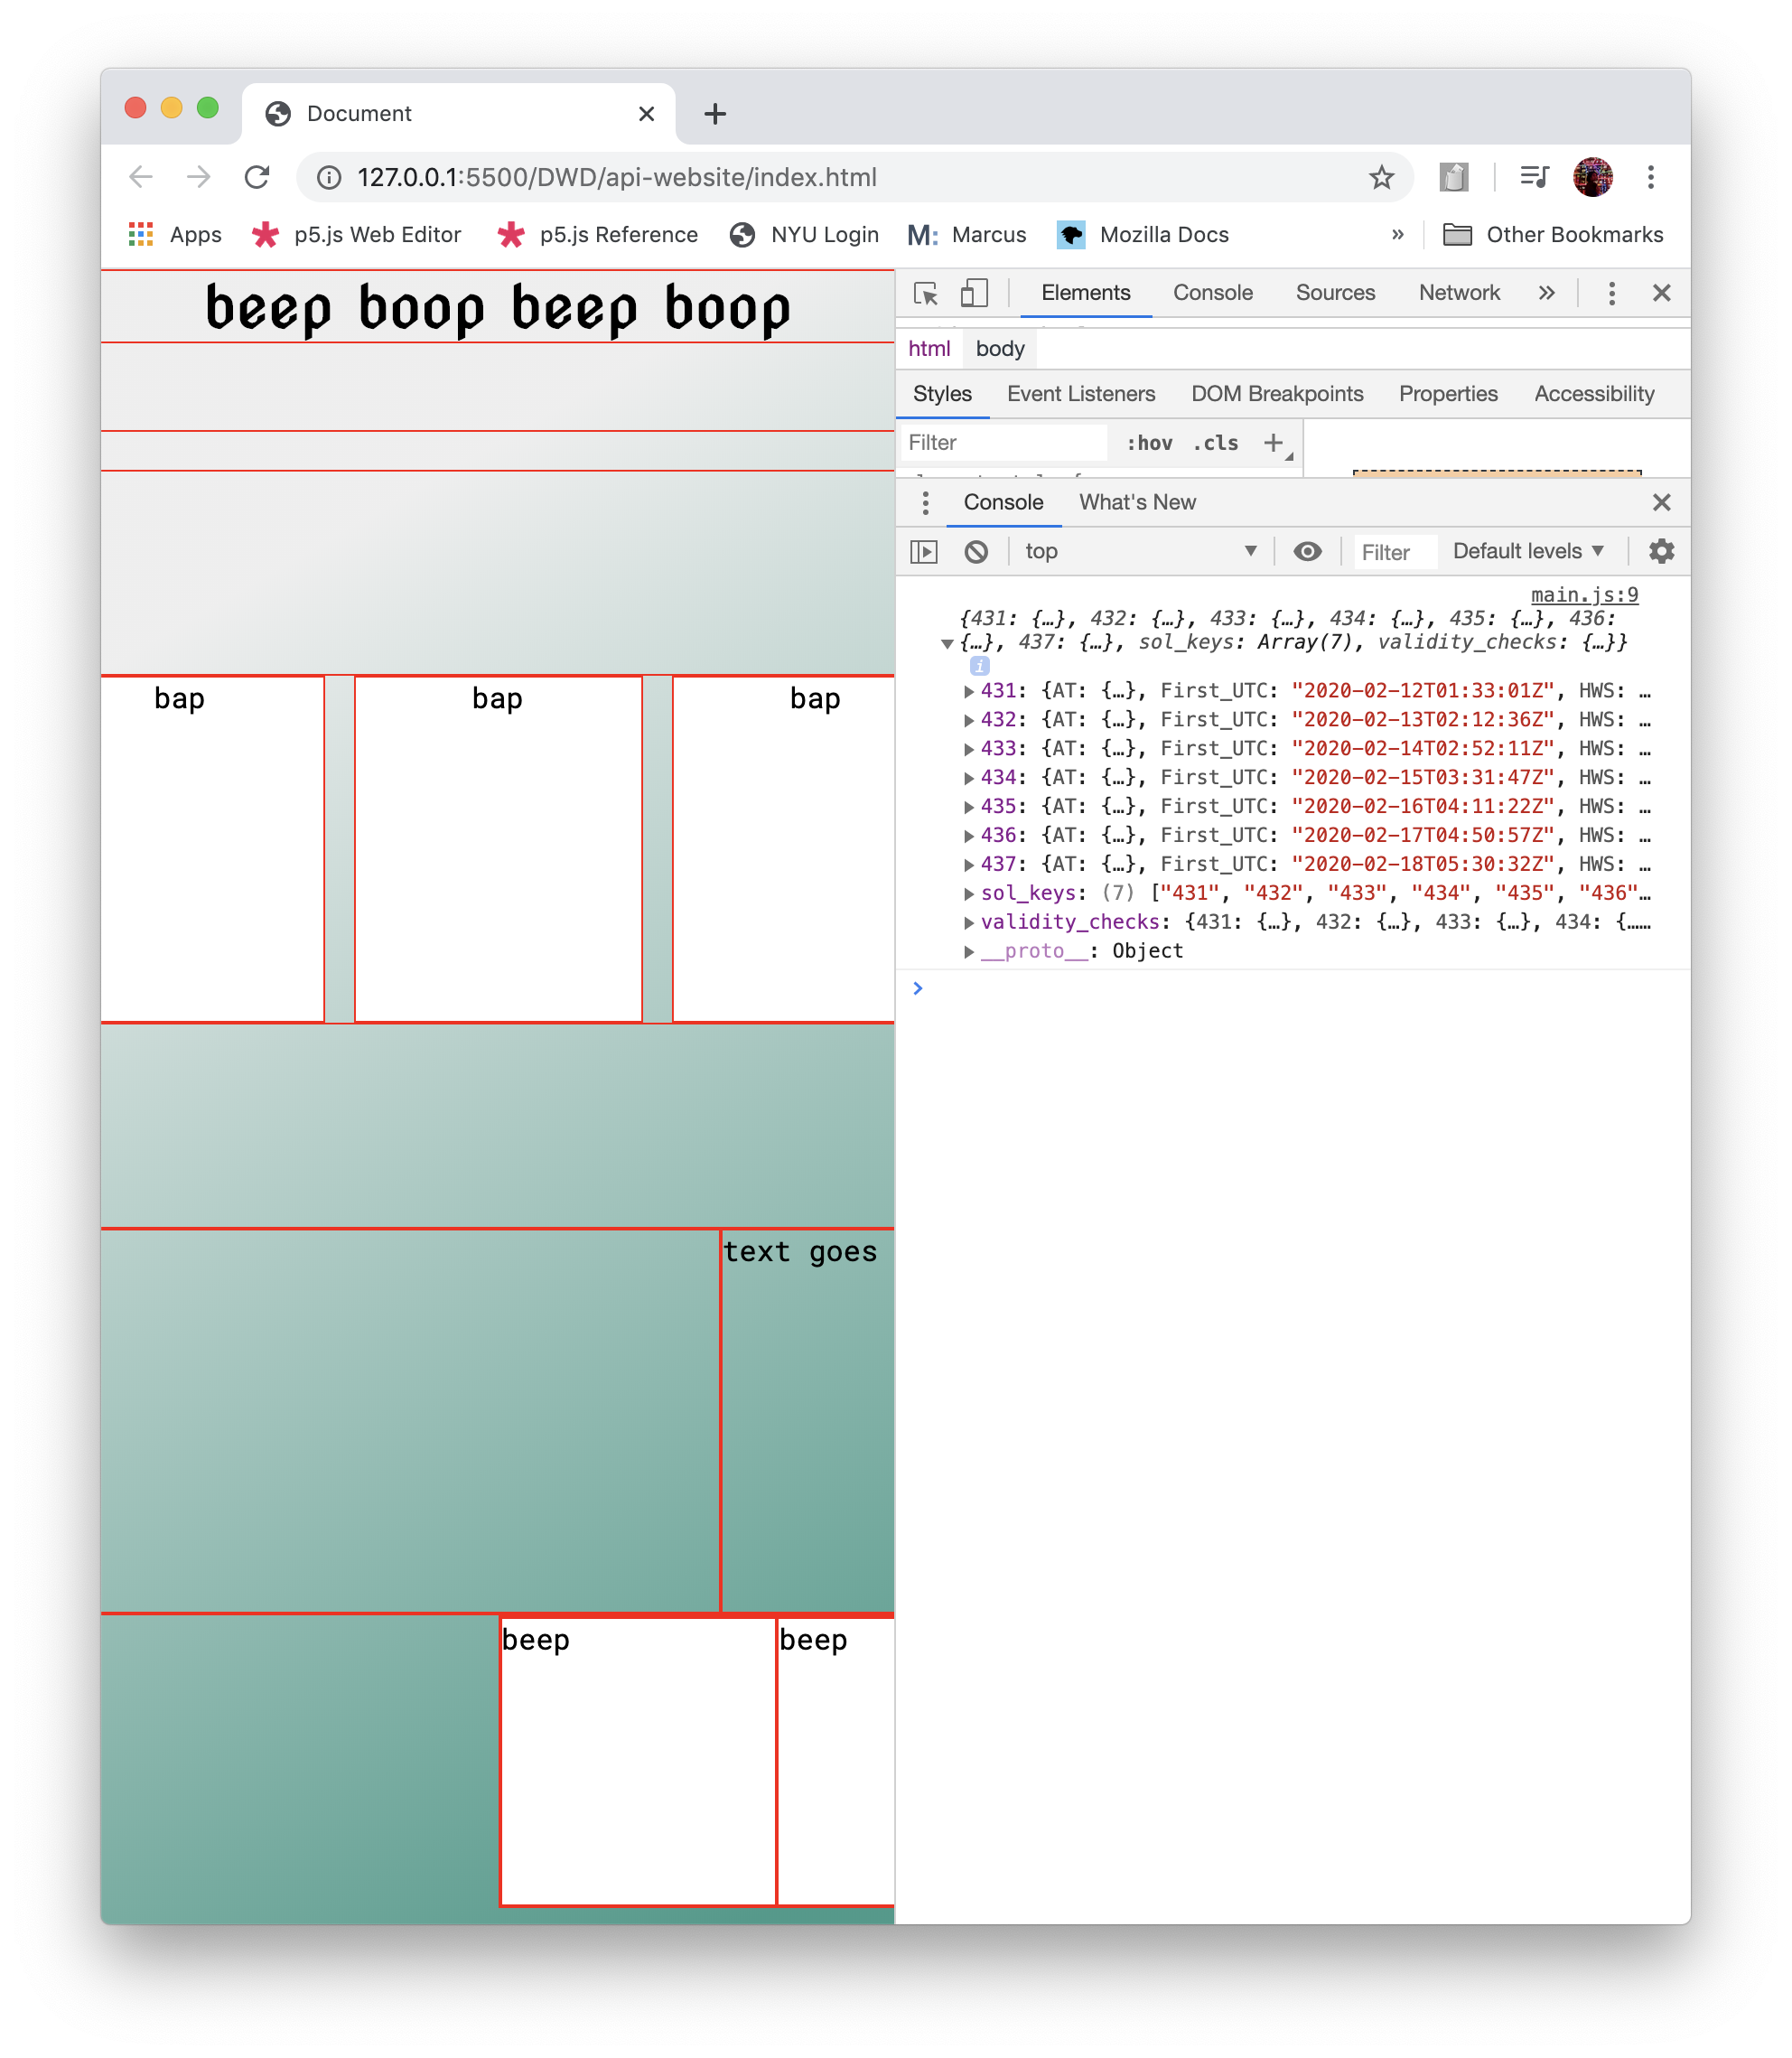 Document
127.0.0.1:5500/DWD/api-website/index.html
Apps p5.js Web Editor p5.js Reference NYU Login M: Marcus Mozilla Docs » Other Bookmarks
beep boop beep boop
bap bap bap
text goes
beep beep
Elements Console Sources Network »
html body
Styles Event Listeners DOM Breakpoints Properties Accessibility
Filter :hov .cls +
Console What's New
top Filter Default levels
main.js:9
{431: {…}, 432: {…}, 433: {…}, 434: {…}, 435: {…}, 436:
{…}, 437: {…}, sol_keys: Array(7), validity_checks: {…}}
i
431: {AT: {…}, First_UTC: "2020-02-12T01:33:01Z", HWS: …
432: {AT: {…}, First_UTC: "2020-02-13T02:12:36Z", HWS: …
433: {AT: {…}, First_UTC: "2020-02-14T02:52:11Z", HWS: …
434: {AT: {…}, First_UTC: "2020-02-15T03:31:47Z", HWS: …
435: {AT: {…}, First_UTC: "2020-02-16T04:11:22Z", HWS: …
436: {AT: {…}, First_UTC: "2020-02-17T04:50:57Z", HWS: …
437: {AT: {…}, First_UTC: "2020-02-18T05:30:32Z", HWS: …
sol_keys: (7) ["431", "432", "433", "434", "435", "436"…
validity_checks: {431: {…}, 432: {…}, 433: {…}, 434: {……
__proto__: Object